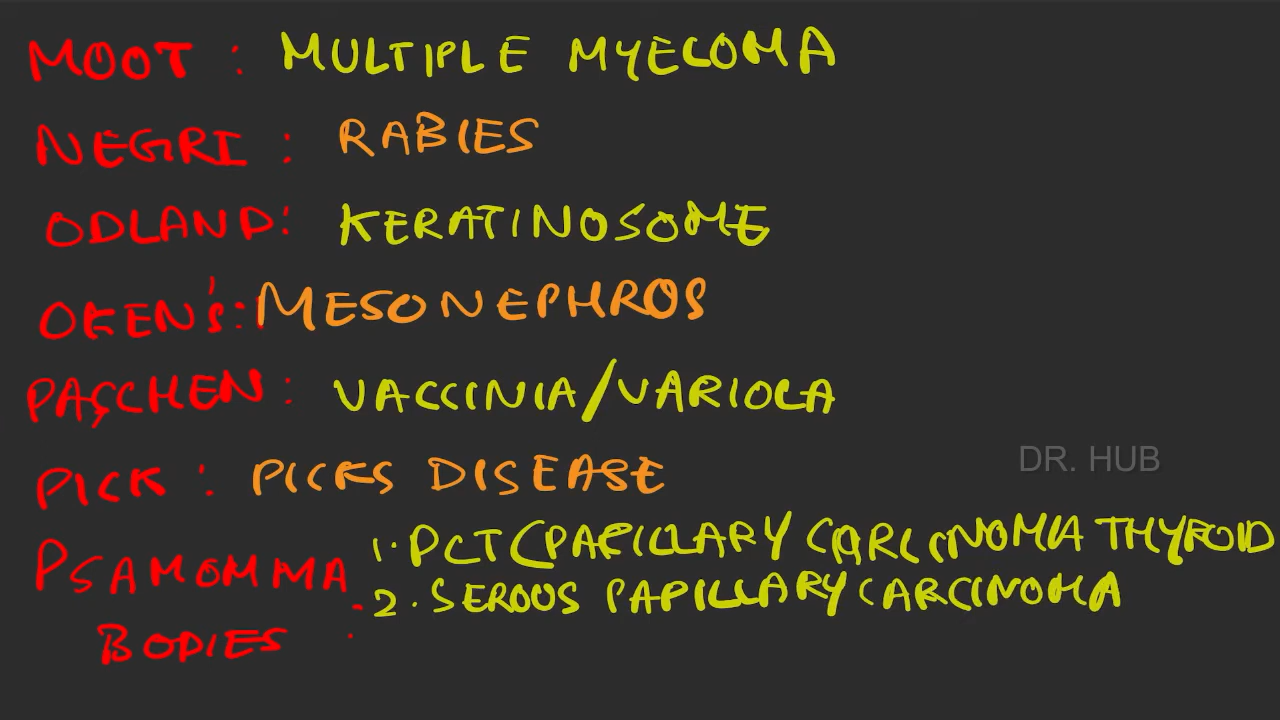 MOOT : MULTIPLE MYELOMA
NEGRI : RABIES
ODLAND: KERATINOSOME
OKEN'S: MESONEPHROS
PASCHEN : VACCINIA/VARIOLA
PICK : PICKS DISEASE
PSAMOMMA 1. PCT (PAPILLARY CARCINOMA THYROID
BODIES : 2. SEROUS PAPILLARY CARCINOMA
DR. HUB